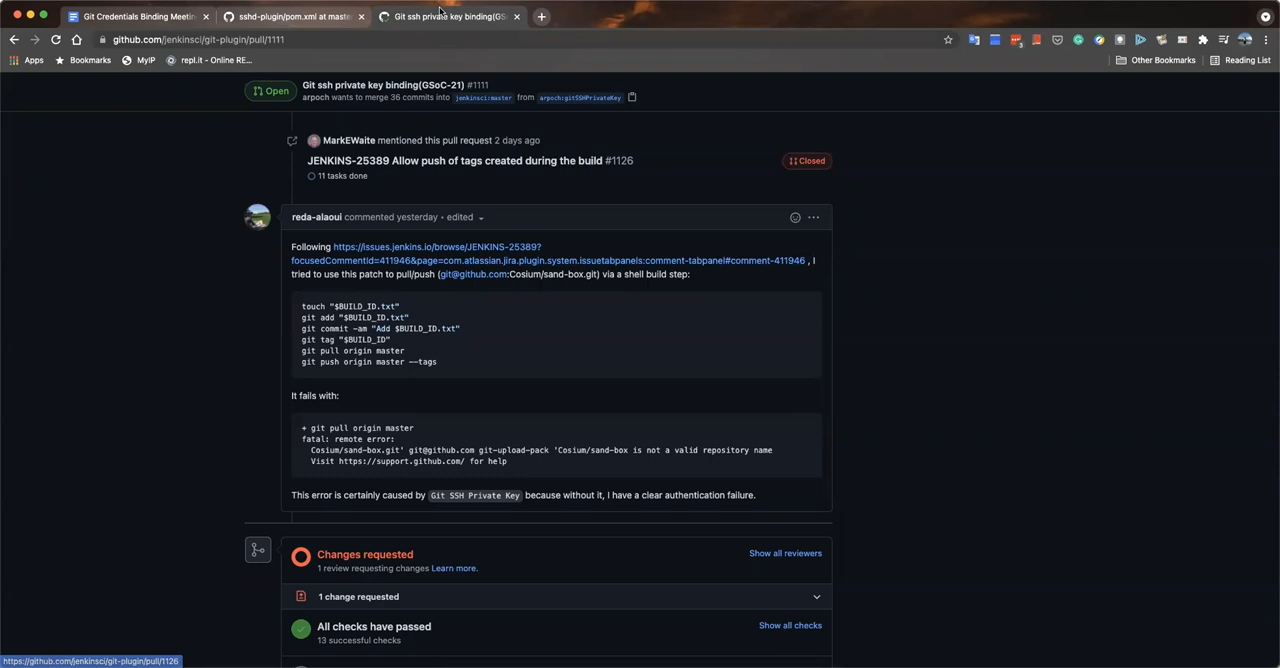 Git Credentials Binding Meetin
sshd-plugin/pom.xml at maste
Git ssh private key binding(GS
github.com/jenkinsci/git-plugin/pull/1111
Apps
Bookmarks
MyIP
repl.it - Online RE...
Other Bookmarks
Reading List
Open
Git ssh private key binding(GSoC-21) #1111
arpoch wants to merge 36 commits into jenkinsci:master from arpoch:gitSSHPrivateKey
MarkEWaite mentioned this pull request 2 days ago
JENKINS-25389 Allow push of tags created during the build #1126
Closed
11 tasks done
reda-alaoui commented yesterday • edited
Following https://issues.jenkins.io/browse/JENKINS-25389?
focusedCommentId=411946&page=com.atlassian.jira.plugin.system.issuetabpanels:comment-tabpanel#comment-411946 , I
tried to use this patch to pull/push (git@github.com:Cosium/sand-box.git) via a shell build step:
touch "$BUILD_ID.txt"
git add "$BUILD_ID.txt"
git commit -am "Add $BUILD_ID.txt"
git tag "$BUILD_ID"
git pull origin master
git push origin master --tags
It fails with:
+ git pull origin master
fatal: remote error:
Cosium/sand-box.git' git@github.com git-upload-pack 'Cosium/sand-box is not a valid repository name
Visit https://support.github.com/ for help
This error is certainly caused by Git SSH Private Key because without it, I have a clear authentication failure.
Changes requested
Show all reviewers
1 review requesting changes Learn more.
1 change requested
All checks have passed
Show all checks
13 successful checks
https://github.com/jenkinsci/git-plugin/pull/1126